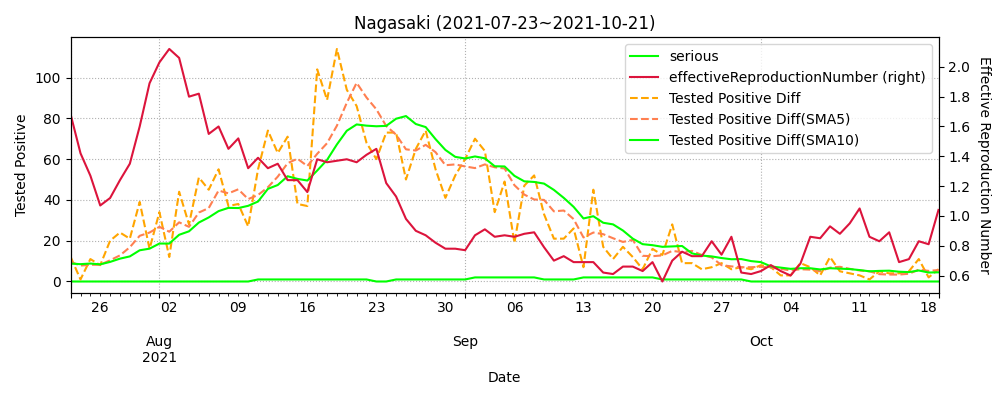 Nagasaki (2021-07-23~2021-10-21)
serious
effectiveReproductionNumber (right)
Tested Positive Diff
Tested Positive Diff(SMA5)
Tested Positive Diff(SMA10)
Tested Positive
100
80
60
40
20
0
2.0
1.8
1.6
1.4
1.2
1.0
0.8
0.6
Effective Reproductive Number
26 02 09 16 23 30 06 13 20 27 04 11 18
Aug Sep Oct
2021
Date